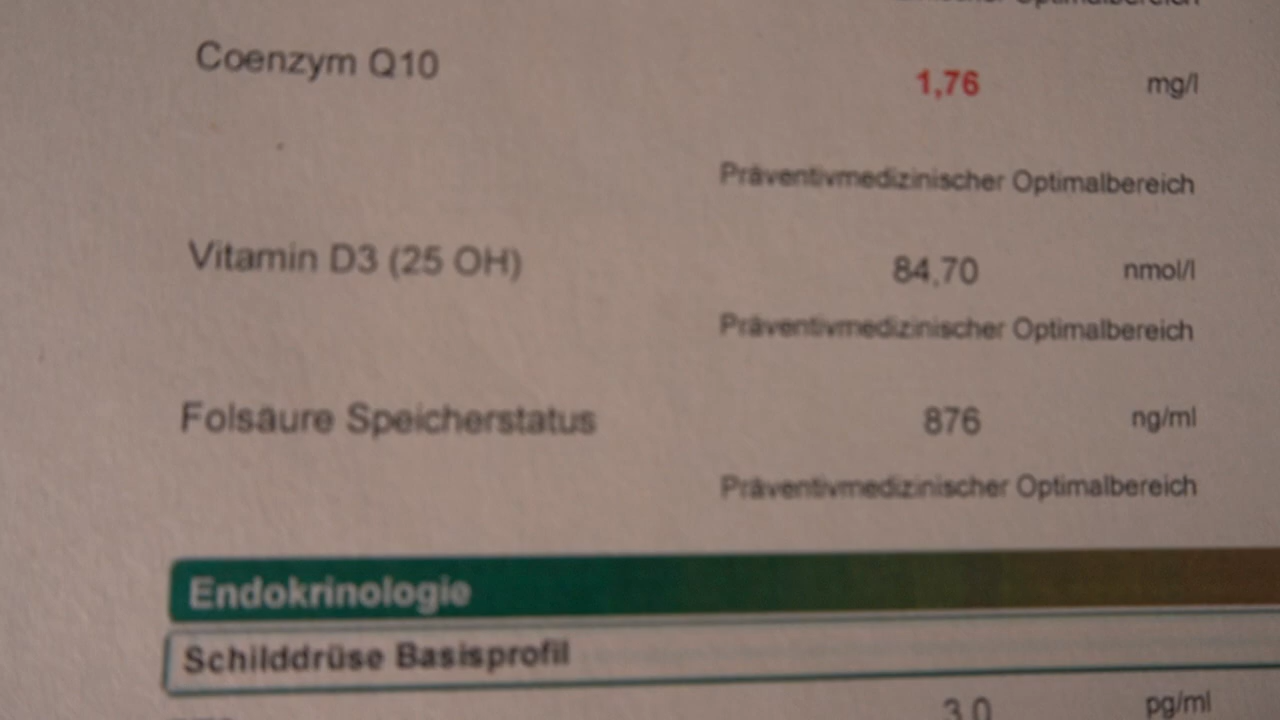 Optimalbereich
Coenzym Q10 1,76 mg/l
Präventivmedizinischer Optimalbereich
Vitamin D3 (25 OH) 84,70 nmol/l
Präventivmedizinischer Optimalbereich
Folsäure Speicherstatus 876 ng/ml
Präventivmedizinischer Optimalbereich
Endokrinologie
Schilddrüse Basisprofil
3,0 pg/ml